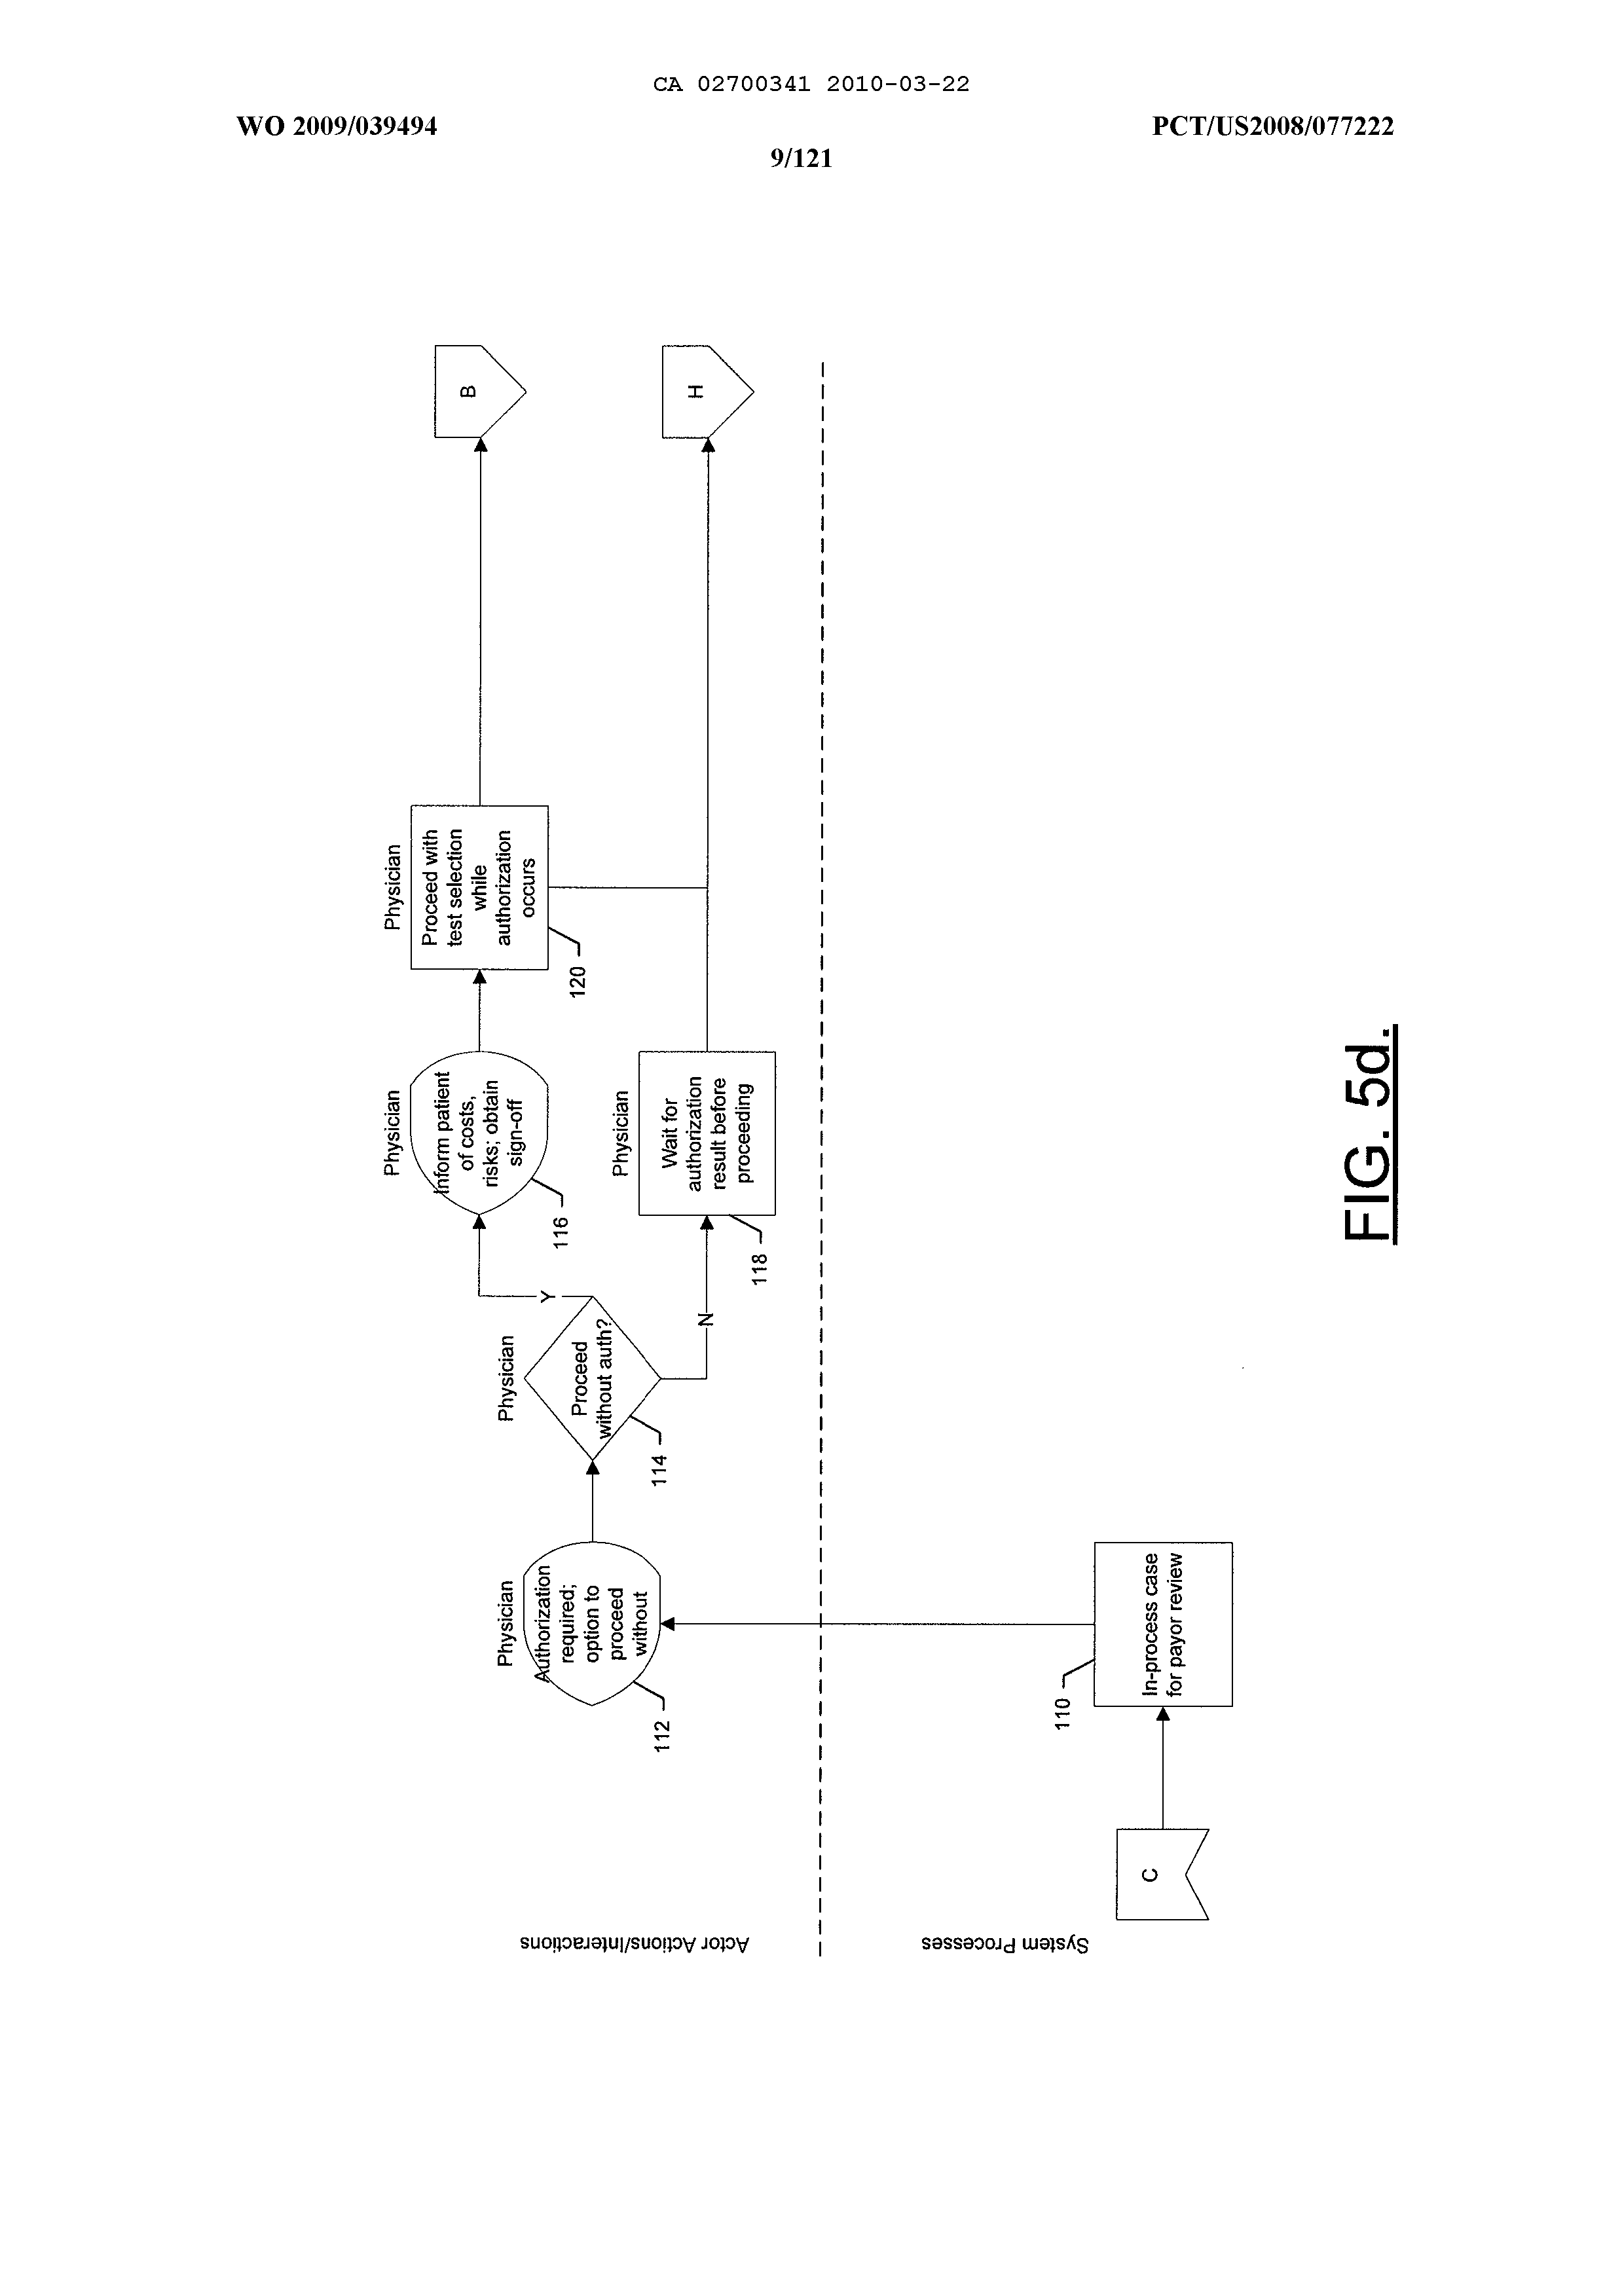 CA 02700341 2010-03-22
WO 2009/039494
PCT/US2008/077222
9/121
Actor Actions/Interactions
System Processes
C
110
In-process case
for payor review
Physician
Authorization
required;
option to
proceed
without
112
Physician
Proceed
without auth?
114
Y
N
Physician
Inform patient
of costs,
risks; obtain
sign-off
116
Physician
Wait for
authorization
result before
proceeding
118
Physician
Proceed with
test selection
while
authorization
occurs
120
B
H
FIG. 5d.